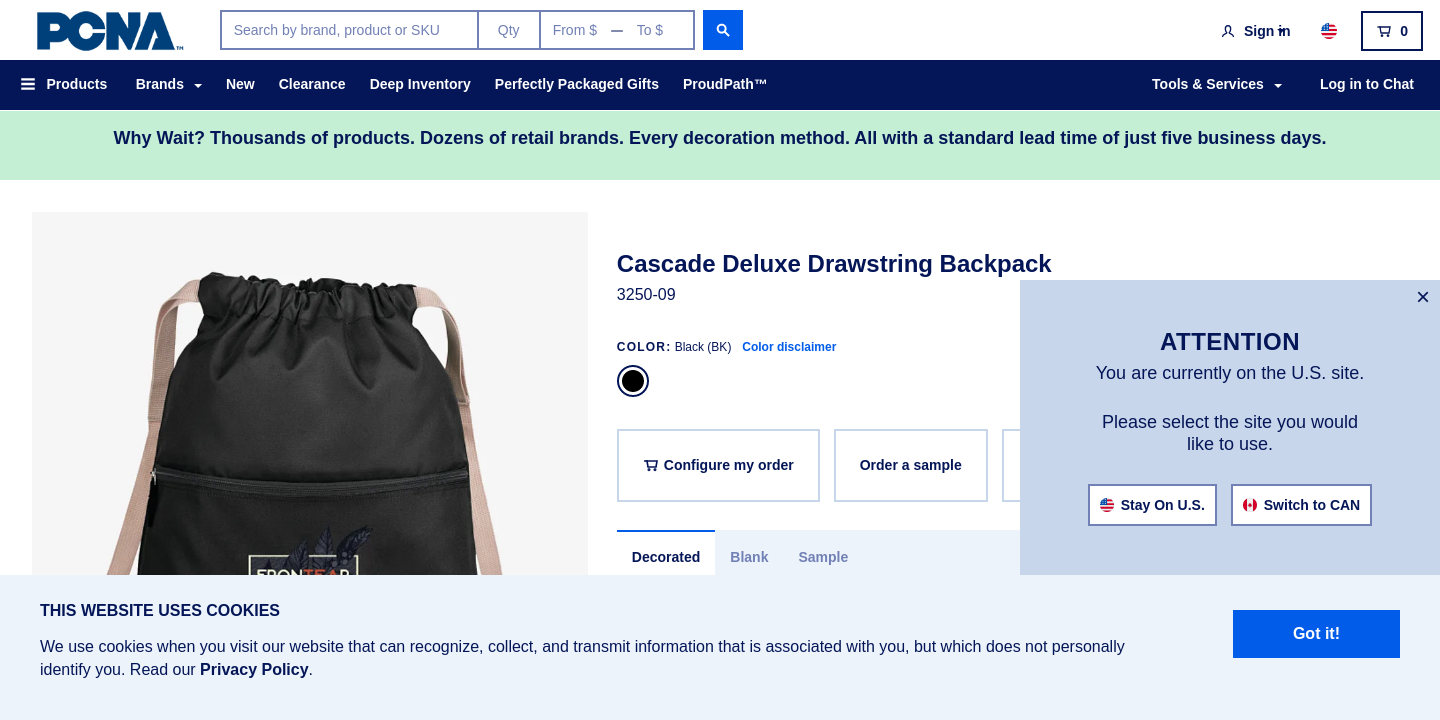 PCNA™
Search by brand, product or SKU
Qty
From $ — To $
Sign in
0
Products
Brands
New
Clearance
Deep Inventory
Perfectly Packaged Gifts
ProudPath™
Tools & Services
Log in to Chat
Why Wait? Thousands of products. Dozens of retail brands. Every decoration method. All with a standard lead time of just five business days.
Cascade Deluxe Drawstring Backpack
3250-09
COLOR: Black (BK) Color disclaimer
Configure my order
Order a sample
Decorated
Blank
Sample
×
ATTENTION
You are currently on the U.S. site.
Please select the site you would
like to use.
Stay On U.S.
Switch to CAN
THIS WEBSITE USES COOKIES
We use cookies when you visit our website that can recognize, collect, and transmit information that is associated with you, but which does not personally
identify you. Read our Privacy Policy.
Got it!